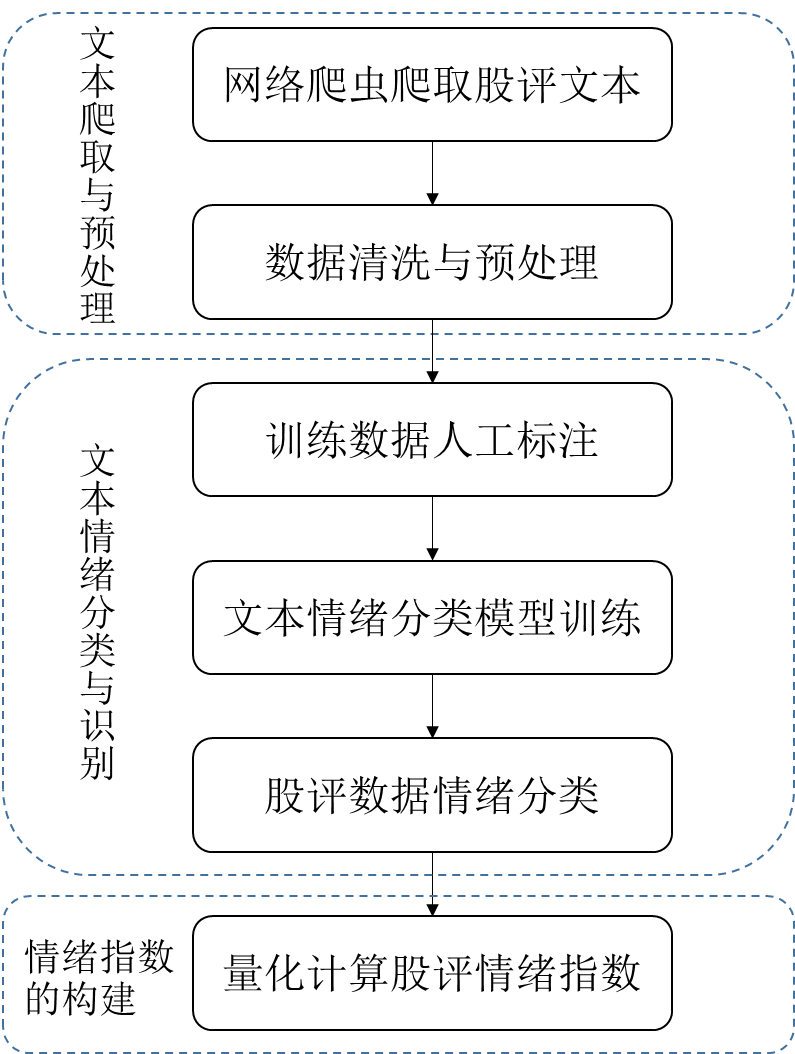 文本爬取与预处理
网络爬虫爬取股评文本
数据清洗与预处理
文本情绪分类与识别
训练数据人工标注
文本情绪分类模型训练
股评数据情绪分类
情绪指数
的构建
量化计算股评情绪指数